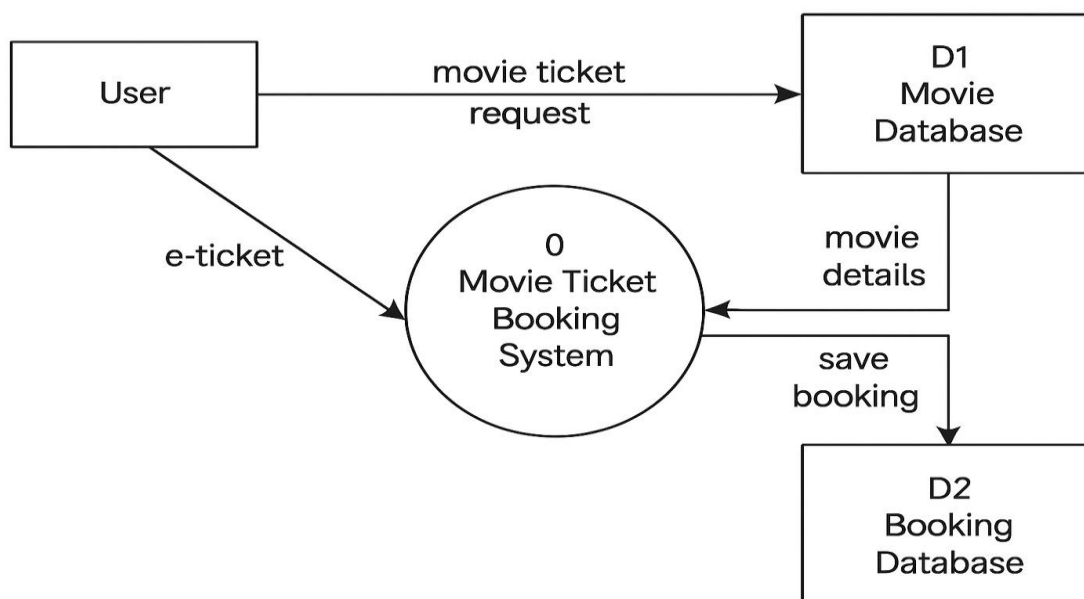 User
movie ticket
request
D1
Movie
Database
e-ticket
0
Movie Ticket
Booking
System
movie
details
save
booking
D2
Booking
Database